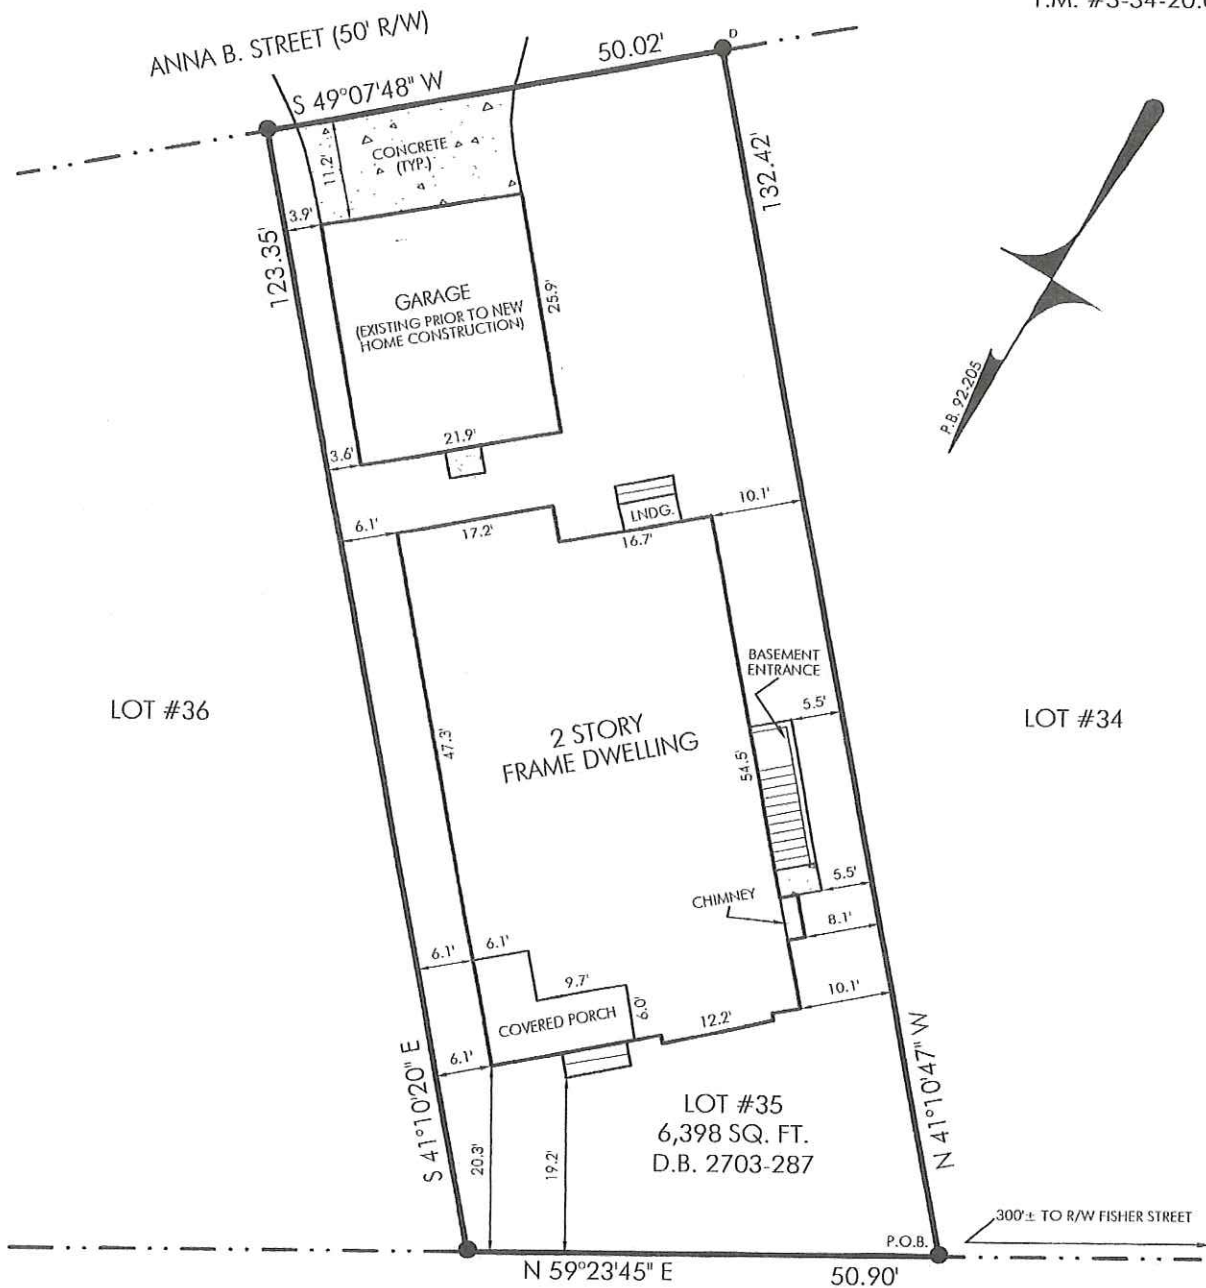 T.M. #3-34-20.
ANNA B. STREET (50' R/W)
50.02'
D
S 49°07'48" W
CONCRETE
(TYP.)
11.2'
132.42'
3.9'
123.35'
GARAGE
(EXISTING PRIOR TO NEW
HOME CONSTRUCTION)
25.9'
P.B. 92-205
21.9'
3.6'
6.1'
17.2'
LNDG.
16.7'
10.1'
BASEMENT
ENTRANCE
5.5'
LOT #36
LOT #34
2 STORY
FRAME DWELLING
47.3'
54.5'
5.5'
CHIMNEY
8.1'
6.1'
6.1'
9.7'
6.0'
10.1'
COVERED PORCH
12.2'
6.1'
S 41°10'20" E
N 41°10'47" W
LOT #35
6,398 SQ. FT.
D.B. 2703-287
20.3'
19.2'
300'± TO R/W FISHER STREET
P.O.B.
N 59°23'45" E
50.90'